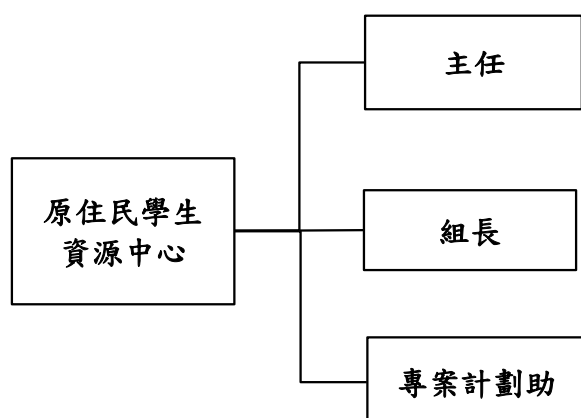 主任
原住民學生
資源中心
組長
專案計劃助